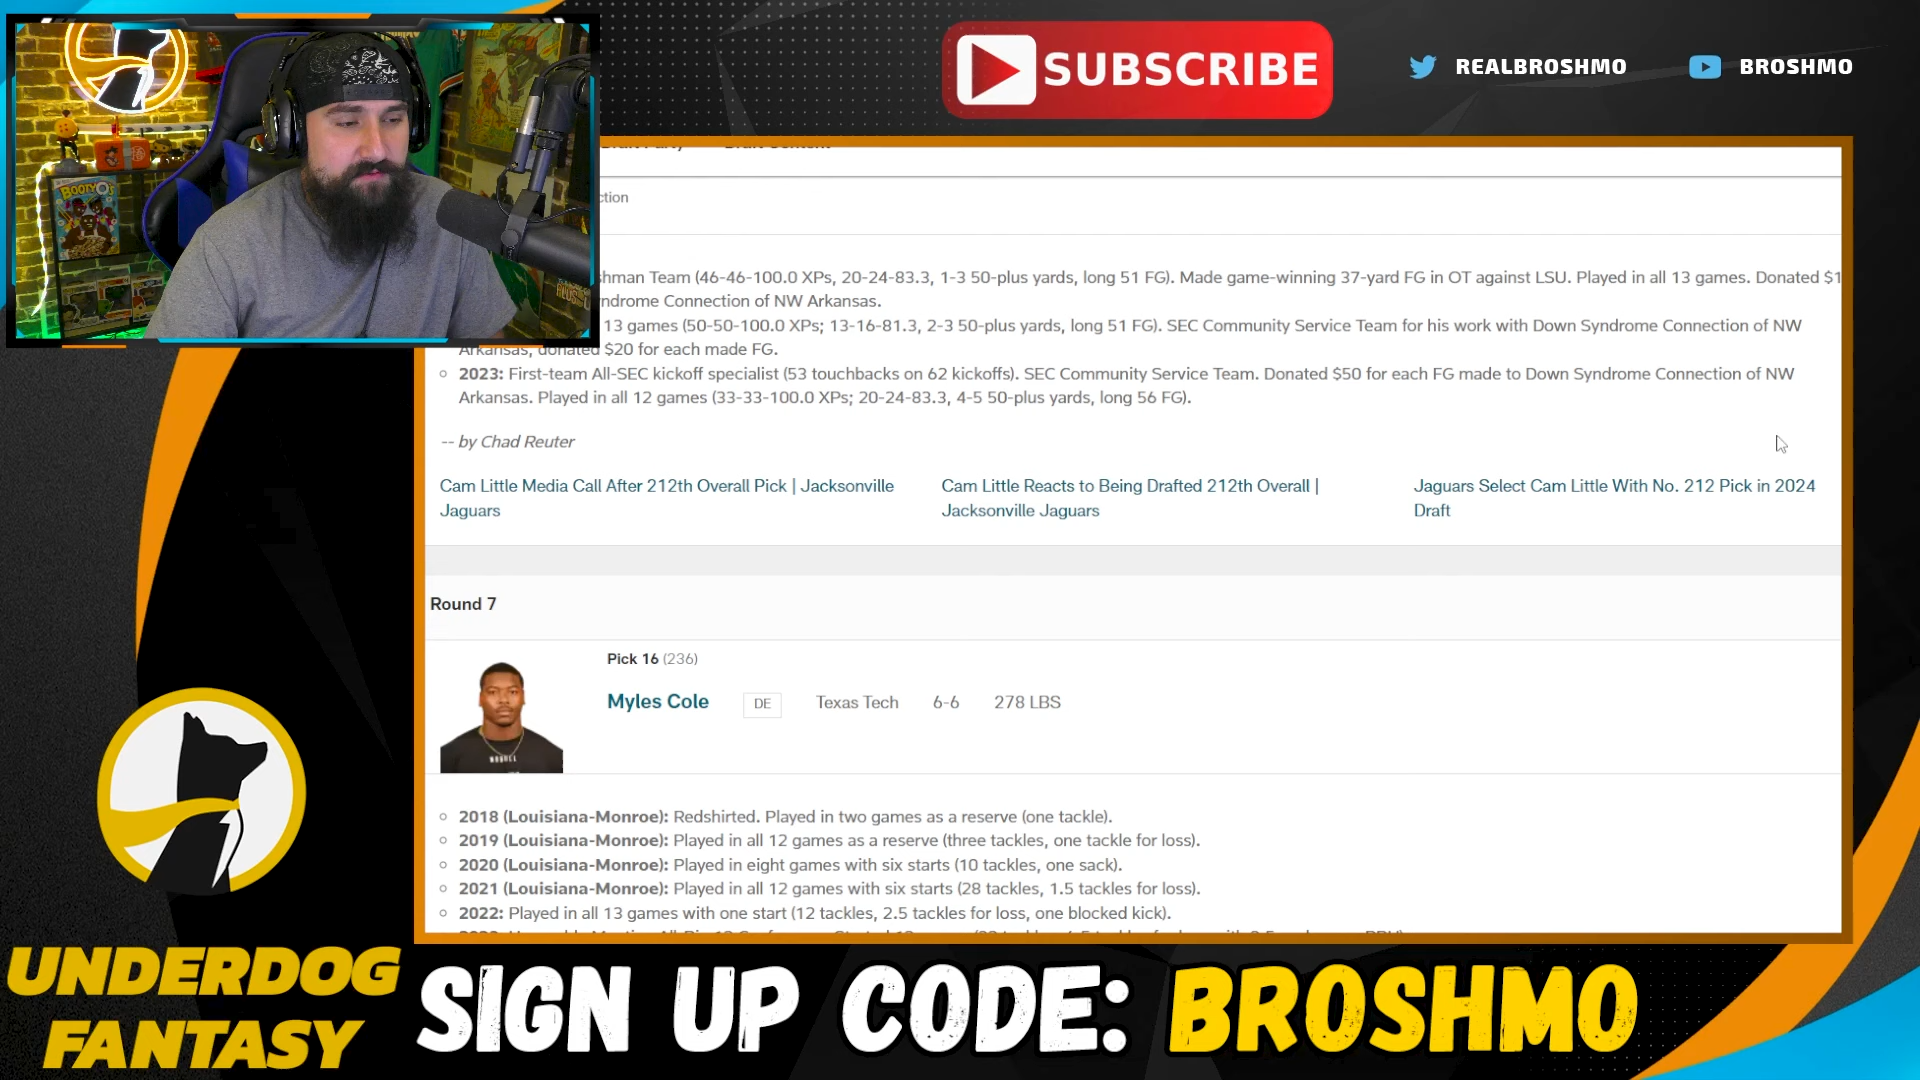 BOOTY O's
SUBSCRIBE
REALBROSHMO
BROSHMO
ction
hman Team (46-46-100.0 XPs, 20-24-83.3, 1-3 50-plus yards, long 51 FG). Made game-winning 37-yard FG in OT against LSU. Played in all 13 games. Donated $1
ndrome Connection of NW Arkansas.
13 games (50-50-100.0 XPs; 13-16-81.3, 2-3 50-plus yards, long 51 FG). SEC Community Service Team for his work with Down Syndrome Connection of NW
Arkansas, donated $20 for each made FG.
2023: First-team All-SEC kickoff specialist (53 touchbacks on 62 kickoffs). SEC Community Service Team. Donated $50 for each FG made to Down Syndrome Connection of NW
Arkansas. Played in all 12 games (33-33-100.0 XPs; 20-24-83.3, 4-5 50-plus yards, long 56 FG).
-- by Chad Reuter
Cam Little Media Call After 212th Overall Pick | Jacksonville
Jaguars
Cam Little Reacts to Being Drafted 212th Overall |
Jacksonville Jaguars
Jaguars Select Cam Little With No. 212 Pick in 2024
Draft
Round 7
Pick 16 (236)
Myles Cole DE Texas Tech 6-6 278 LBS
2018 (Louisiana-Monroe): Redshirted. Played in two games as a reserve (one tackle).
2019 (Louisiana-Monroe): Played in all 12 games as a reserve (three tackles, one tackle for loss).
2020 (Louisiana-Monroe): Played in eight games with six starts (10 tackles, one sack).
2021 (Louisiana-Monroe): Played in all 12 games with six starts (28 tackles, 1.5 tackles for loss).
2022: Played in all 13 games with one start (12 tackles, 2.5 tackles for loss, one blocked kick).
UNDERDOG
FANTASY
SIGN UP CODE: BROSHMO